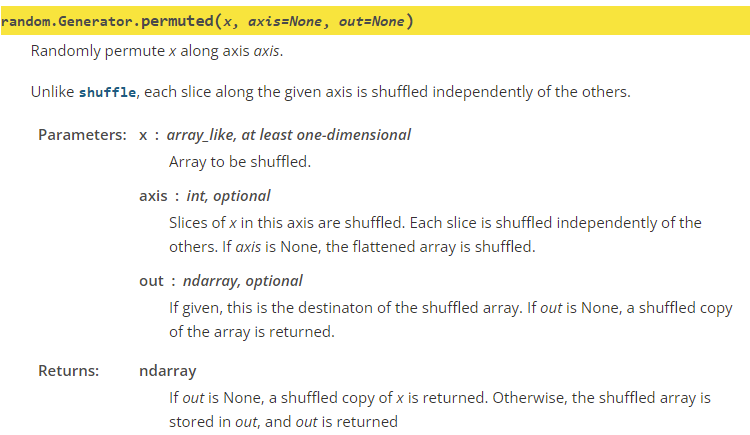 random.Generator.permuted(x, axis=None, out=None)
Randomly permute x along axis axis.
Unlike shuffle, each slice along the given axis is shuffled independently of the others.
Parameters: x : array_like, at least one-dimensional
Array to be shuffled.
axis : int, optional
Slices of x in this axis are shuffled. Each slice is shuffled independently of the
others. If axis is None, the flattened array is shuffled.
out : ndarray, optional
If given, this is the destinaton of the shuffled array. If out is None, a shuffled copy
of the array is returned.
Returns: ndarray
If out is None, a shuffled copy of x is returned. Otherwise, the shuffled array is
stored in out, and out is returned